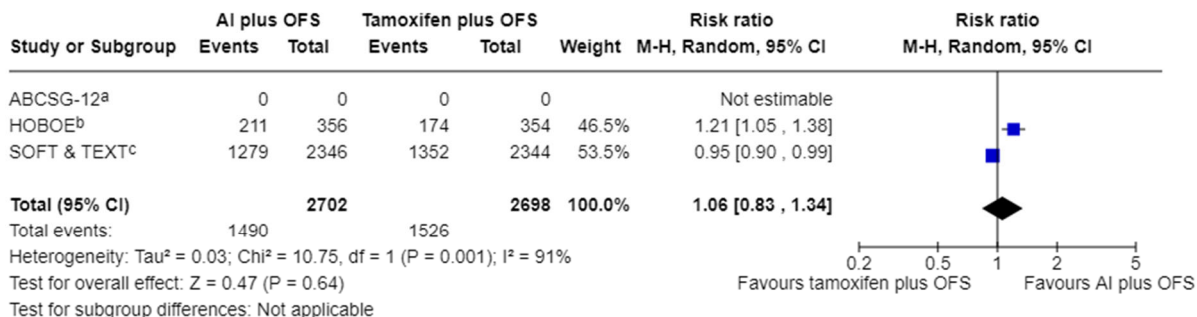 AI plus OFS Tamoxifen plus OFS Risk ratio Risk ratio
Study or Subgroup Events Total Events Total Weight M-H, Random, 95% CI M-H, Random, 95% CI
ABCSG-12ª 0 0 0 0 Not estimable
HOBOEᵇ 211 356 174 354 46.5% 1.21 [1.05 , 1.38]
SOFT & TEXTᶜ 1279 2346 1352 2344 53.5% 0.95 [0.90 , 0.99]
Total (95% CI) 2702 2698 100.0% 1.06 [0.83 , 1.34]
Total events: 1490 1526
Heterogeneity: Tau² = 0.03; Chi² = 10.75, df = 1 (P = 0.001); I² = 91%
Test for overall effect: Z = 0.47 (P = 0.64)
Test for subgroup differences: Not applicable
0.2 0.5 1 2 5
Favours tamoxifen plus OFS Favours AI plus OFS